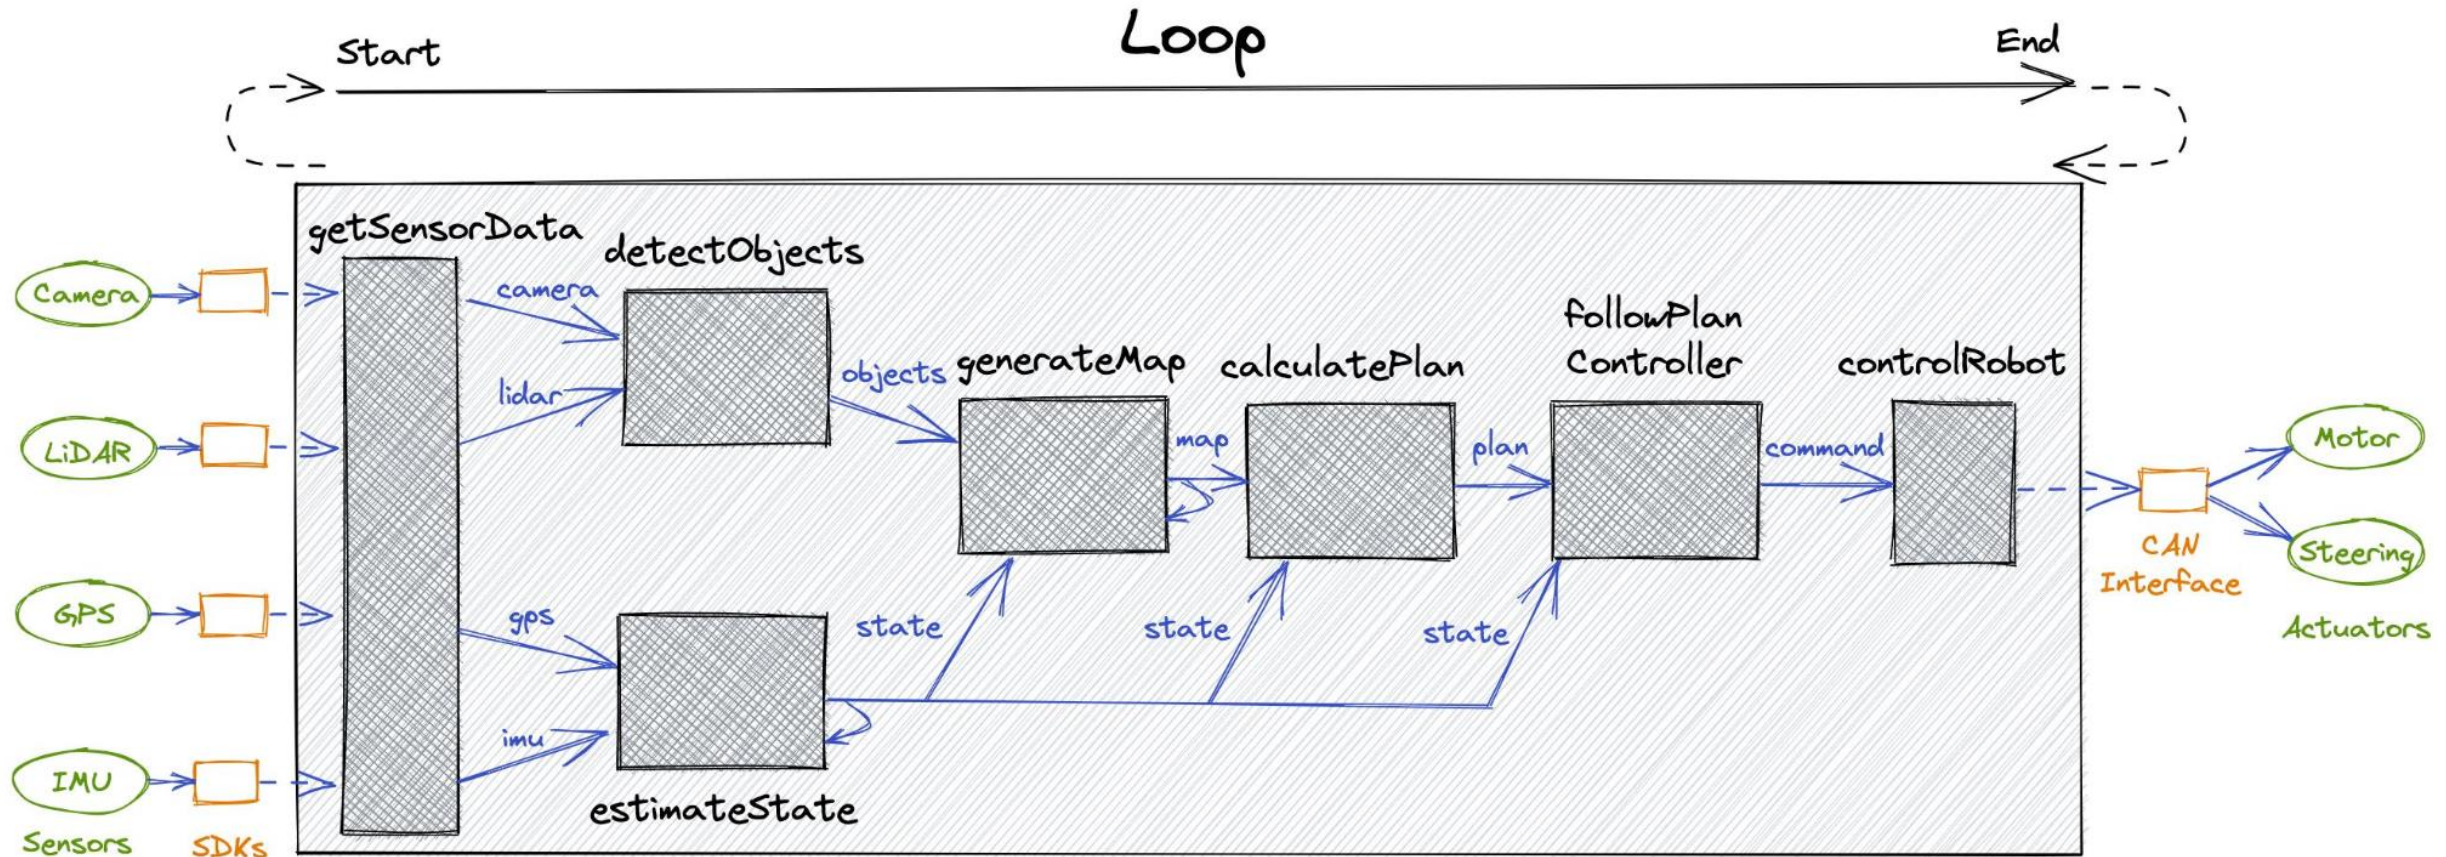 Loop
Start
End
getSensorData
detectObjects
Camera
camera
followPlan
Controller
generateMap
calculatePlan
controlRobot
objects
lidar
LiDAR
map
plan
command
Motor
Steering
CAN
Interface
Actuators
GPS
gps
state
state
state
imu
IMU
estimateState
Sensors
SDKs